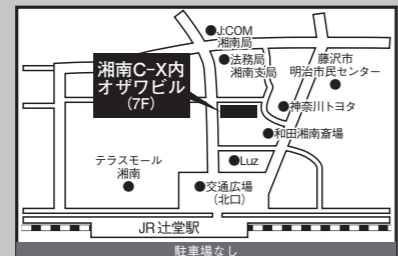 J:COM
湘南局
法務局
湘南支局
藤沢市
明治市民センター
湘南C-X内
オザワビル
(7F)
神奈川トヨタ
和田湘南斎場
テラスモール
湘南
Luz
交通広場
(北口)
JR辻堂駅
駐車場なし